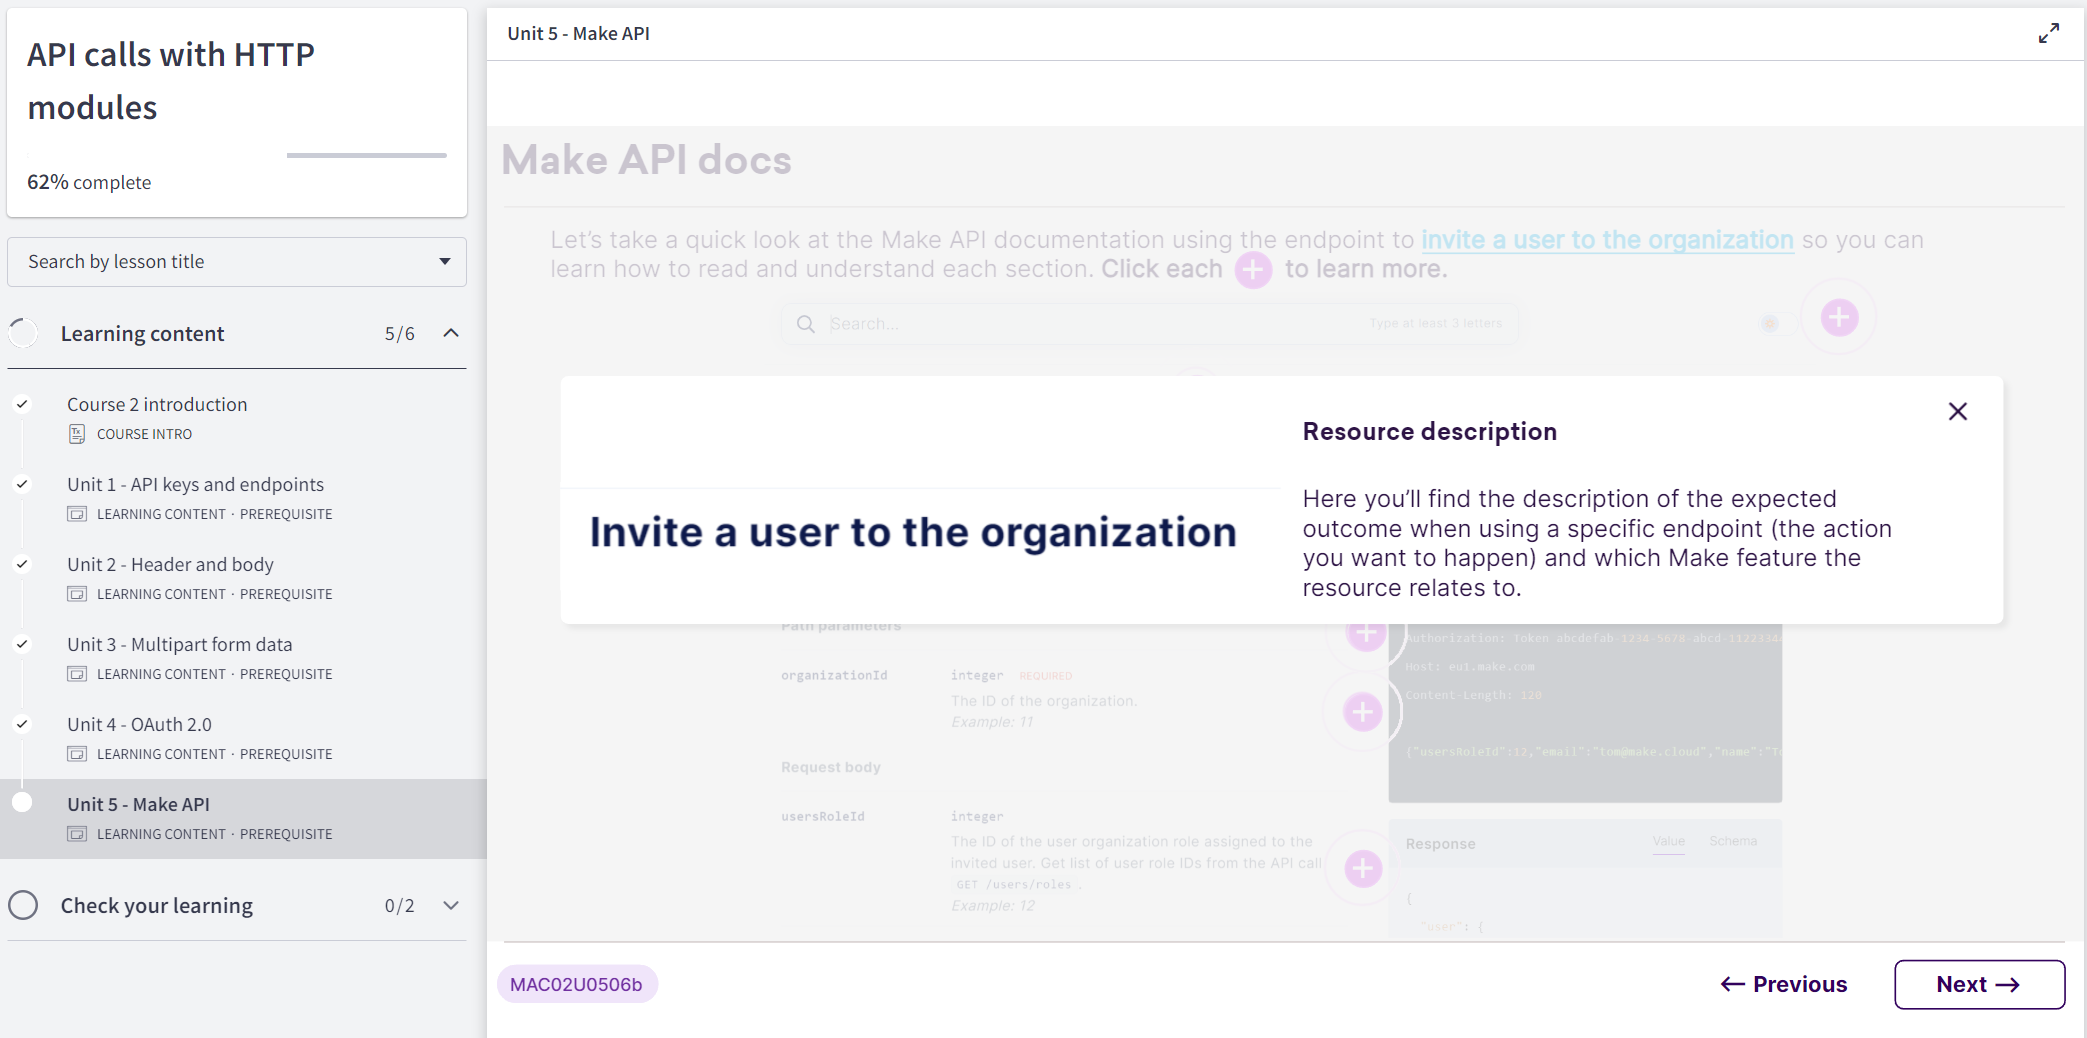 API calls with HTTP
modules
62% complete
Search by lesson title
Learning content 5/6
Course 2 introduction
COURSE INTRO
Unit 1 - API keys and endpoints
LEARNING CONTENT · PREREQUISITE
Unit 2 - Header and body
LEARNING CONTENT · PREREQUISITE
Unit 3 - Multipart form data
LEARNING CONTENT · PREREQUISITE
Unit 4 - OAuth 2.0
LEARNING CONTENT · PREREQUISITE
Unit 5 - Make API
LEARNING CONTENT · PREREQUISITE
Check your learning 0/2
Unit 5 - Make API
Make API docs
Let's take a quick look at the Make API documentation using the endpoint to invite a user to the organization so you can
learn how to read and understand each section. Click each + to learn more.
Search... Type at least 3 letters
Invite a user to the organization
Resource description
Here you'll find the description of the expected
outcome when using a specific endpoint (the action
you want to happen) and which Make feature the
resource relates to.
Path parameters
organizationId integer REQUIRED
The ID of the organization.
Example: 11
Request body
usersRoleId integer
The ID of the user organization role assigned to the
invited user. Get list of user role IDs from the API call
GET /users/roles .
Example: 12
Authorization: Token abcdefab-1234-5678-abcd-11223344
Host: eu1.make.com
Content-Length: 120
{"usersRoleId":12,"email":"tom@make.cloud","name":"To
Response Value Schema
{
"user": {
MAC02U0506b
← Previous
Next →